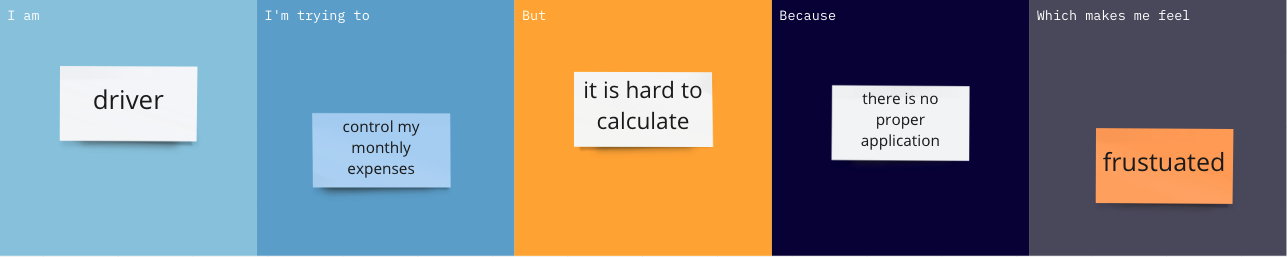 I am
driver
I'm trying to
control my
monthly
expenses
But
it is hard to
calculate
Because
there is no
proper
application
Which makes me feel
frustuated